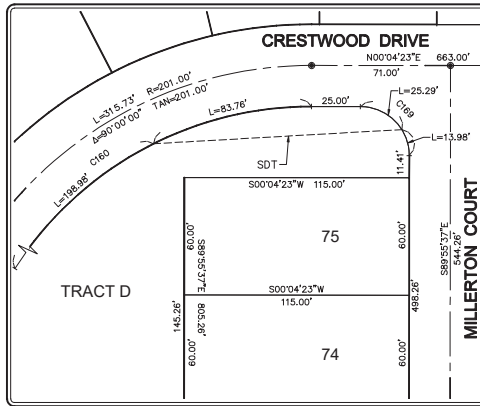 CRESTWOOD DRIVE
N00°04'23"E 663.00'
71.00'
L=315.73' R=201.00'
Δ=90°00'00" TAN=201.00'
L=83.76'
25.00'
L=25.29'
C169
L=13.98'
C160
L=198.98'
SDT
11.41'
S00°04'23"W 115.00'
75
60.00'
S89°55'37"E
60.00'
S00°04'23"W
115.00'
TRACT D
145.26'
805.26'
498.26'
S89°55'37"E
544.26'
MILLERTON COURT
74
60.00'
60.00'